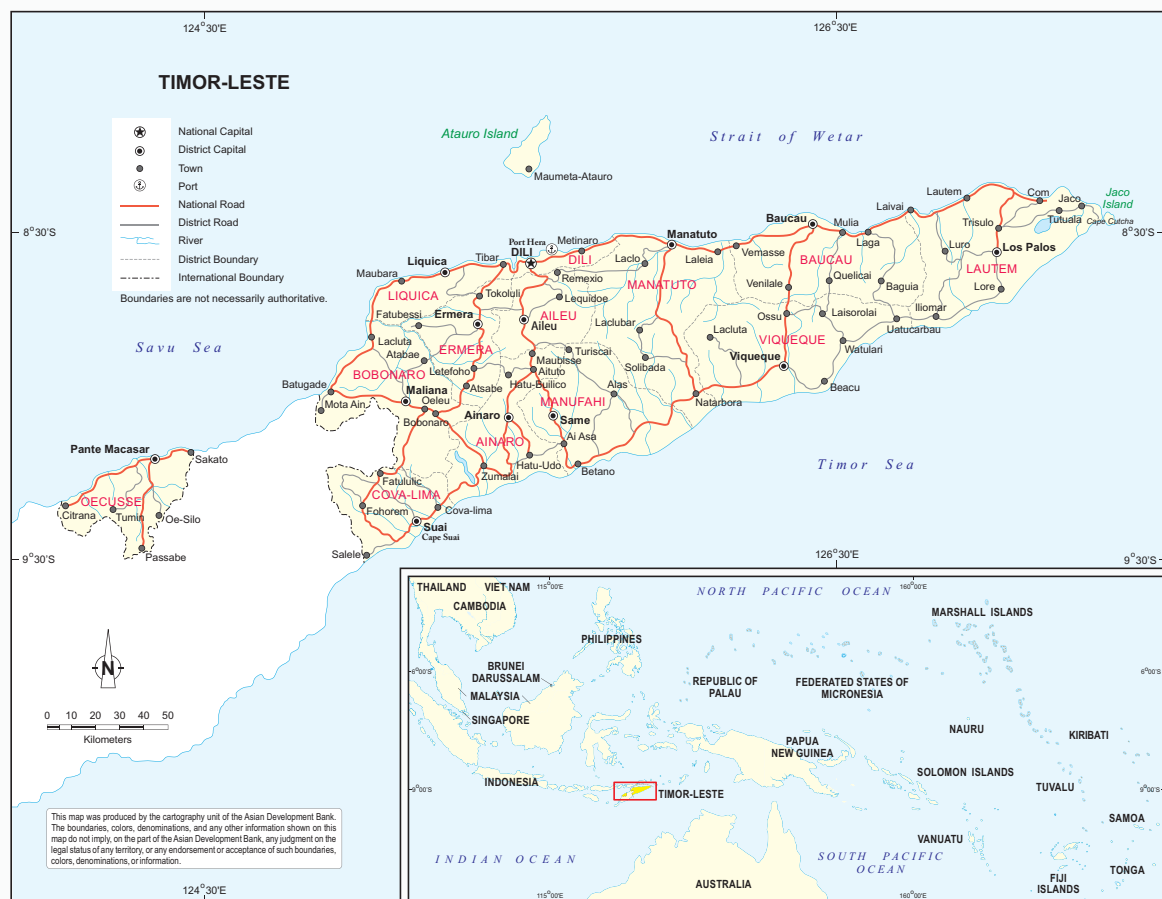 124°30'E
126°30'E
TIMOR-LESTE
National Capital
District Capital
Town
Port
National Road
District Road
River
District Boundary
International Boundary
Boundaries are not necessarily authoritative.
Atauro Island
Maumeta-Atauro
Strait of Wetar
Savu Sea
Timor Sea
8°30'S
8°30'S
Jaco
Island
Cape Cutcha
Lautem
Com
Jaco
Tutuala
Laivai
Trisulo
Baucau
Mulia
Laga
Luro
Los Palos
LAUTEM
Lore
Manatuto
Vemasse
Laleia
BAUCAU
Quelicai
Baguia
Venilale
Iliomar
Laisorolai
Uatucarbau
Ossu
VIQUEQUE
Watulari
Viqueque
Beacu
Port Hera
DILI
Metinaro
DILI
Laclo
MANATUTO
Remexio
Lequidoe
Tibar
Liquica
Maubara
LIQUICA
Tokoluli
Fatubessi
Ermera
AILEU
Aileu
Laclubar
Lacluta
Lacluta
Atabae
ERMERA
Letefoho
Maubisse
Turiscai
Aituto
Soibada
BOBONARO
Hatu-Builico
Atsabe
Alas
Batugade
Maliana
Oeleu
MANUFAHI
Natarbora
Mota Ain
Bobonaro
Ainaro
Same
AINARO
Ai Asa
Hatu-Udo
Betano
Zumalai
Pante Macasar
Sakato
Fatululic
COVA-LIMA
OECUSSE
Citrana
Tumin
Oe-Silo
Fohorem
Cova-lima
Suai
Cape Suai
Passabe
Salele
9°30'S
126°30'E
9°30'S
N
0 10 20 30 40 50
Kilometers
This map was produced by the cartography unit of the Asian Development Bank.
The boundaries, colors, denominations, and any other information shown on this
map do not imply, on the part of the Asian Development Bank, any judgment on the
legal status of any territory, or any endorsement or acceptance of such boundaries,
colors, denominations, or information.
124°30'E
THAILAND
VIET NAM
CAMBODIA
115°00'E
NORTH PACIFIC OCEAN
160°00'E
MARSHALL ISLANDS
PHILIPPINES
BRUNEI
DARUSSALAM
MALAYSIA
SINGAPORE
REPUBLIC OF
PALAU
FEDERATED STATES OF
MICRONESIA
6°00'S
6°00'S
NAURU
KIRIBATI
PAPUA
NEW GUINEA
INDONESIA
SOLOMON ISLANDS
TUVALU
9°00'S
TIMOR-LESTE
9°00'S
SAMOA
VANUATU
INDIAN OCEAN
SOUTH PACIFIC
OCEAN
TONGA
AUSTRALIA
FIJI
ISLANDS
115°00'E
160°00'E